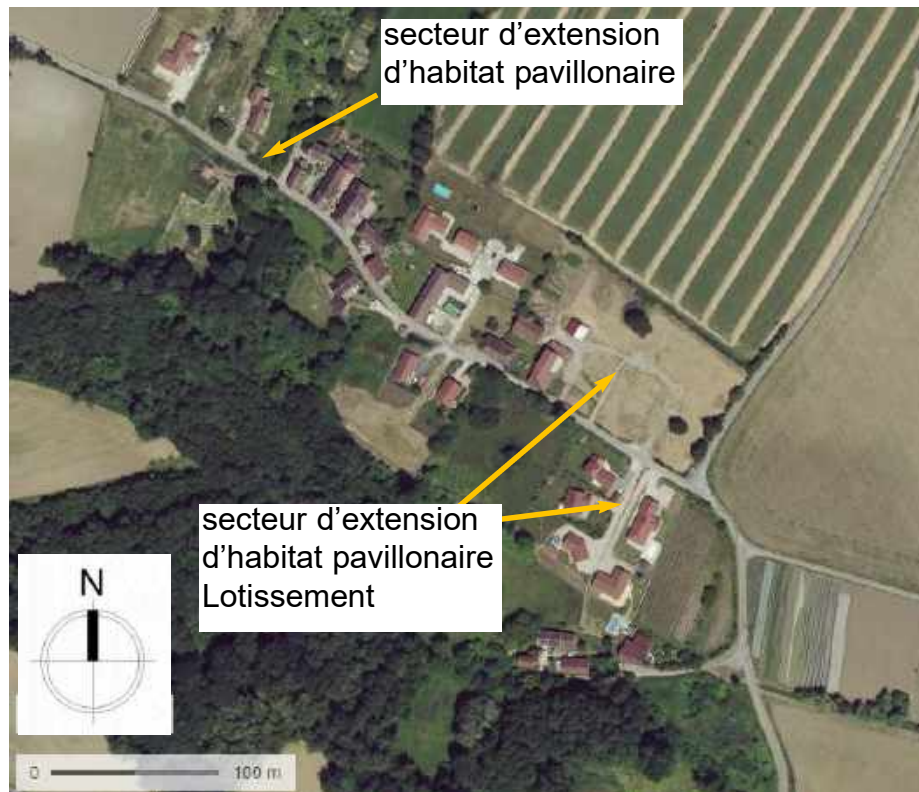 secteur d’extension
d’habitat pavillonaire
secteur d’extension
d’habitat pavillonaire
Lotissement
N
0 100 m